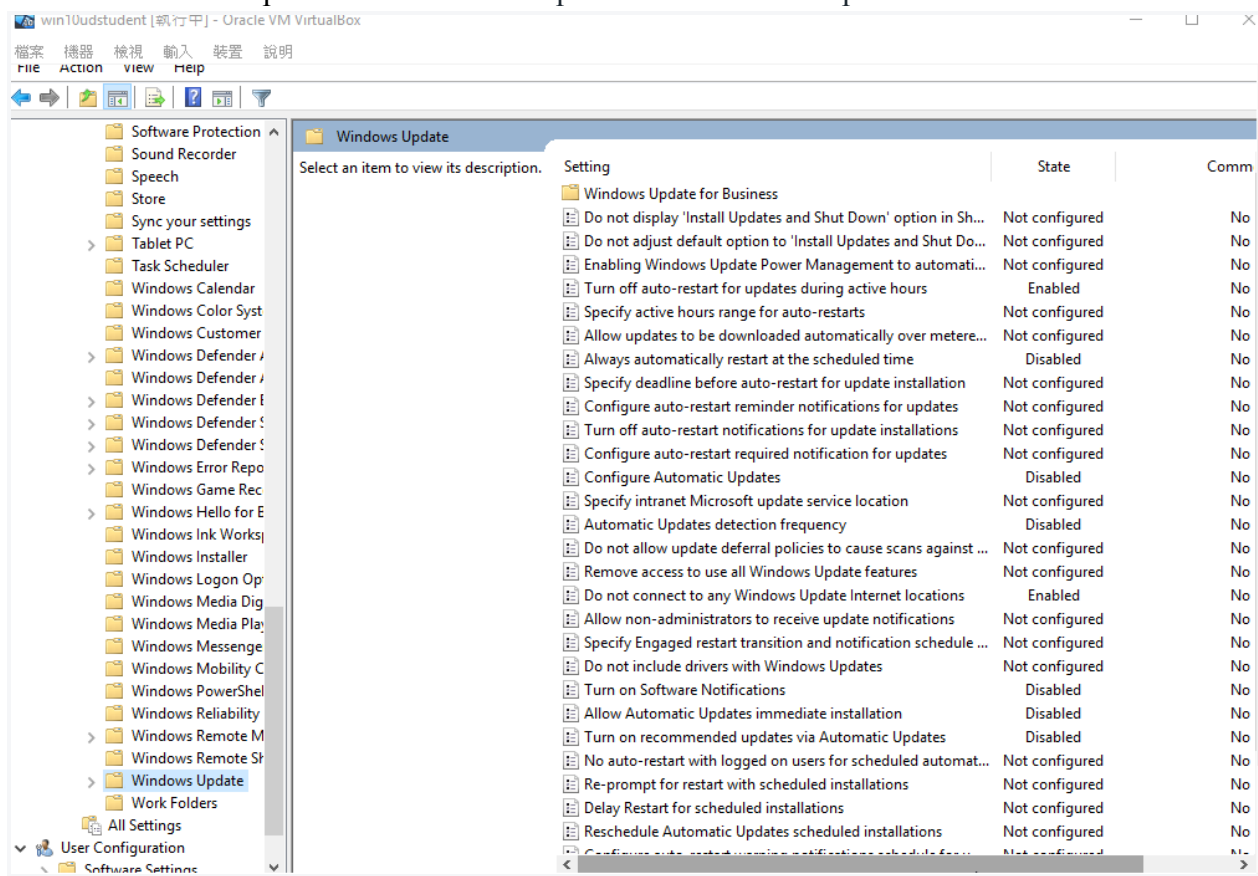 win10udstudent [執行中] - Oracle VM VirtualBox
檔案 機器 檢視 輸入 裝置 說明
File Action View Help
Software Protection
Sound Recorder
Speech
Store
Sync your settings
Tablet PC
Task Scheduler
Windows Calendar
Windows Color Syst
Windows Customer
Windows Defender A
Windows Defender A
Windows Defender E
Windows Defender S
Windows Defender S
Windows Error Repo
Windows Game Rec
Windows Hello for B
Windows Ink Worksp
Windows Installer
Windows Logon Opt
Windows Media Dig
Windows Media Play
Windows Messenge
Windows Mobility C
Windows PowerShel
Windows Reliability
Windows Remote M
Windows Remote Sh
Windows Update
Work Folders
All Settings
User Configuration
Software Settings
Windows Update
Select an item to view its description.
Setting State Comm
Windows Update for Business
Do not display 'Install Updates and Shut Down' option in Sh... Not configured No
Do not adjust default option to 'Install Updates and Shut Do... Not configured No
Enabling Windows Update Power Management to automati... Not configured No
Turn off auto-restart for updates during active hours Enabled No
Specify active hours range for auto-restarts Not configured No
Allow updates to be downloaded automatically over metere... Not configured No
Always automatically restart at the scheduled time Disabled No
Specify deadline before auto-restart for update installation Not configured No
Configure auto-restart reminder notifications for updates Not configured No
Turn off auto-restart notifications for update installations Not configured No
Configure auto-restart required notification for updates Not configured No
Configure Automatic Updates Disabled No
Specify intranet Microsoft update service location Not configured No
Automatic Updates detection frequency Disabled No
Do not allow update deferral policies to cause scans against ... Not configured No
Remove access to use all Windows Update features Not configured No
Do not connect to any Windows Update Internet locations Enabled No
Allow non-administrators to receive update notifications Not configured No
Specify Engaged restart transition and notification schedule ... Not configured No
Do not include drivers with Windows Updates Not configured No
Turn on Software Notifications Disabled No
Allow Automatic Updates immediate installation Disabled No
Turn on recommended updates via Automatic Updates Disabled No
No auto-restart with logged on users for scheduled automat... Not configured No
Re-prompt for restart with scheduled installations Not configured No
Delay Restart for scheduled installations Not configured No
Reschedule Automatic Updates scheduled installations Not configured No
Configure auto-restart warning notifications schedule for u... Not configured No